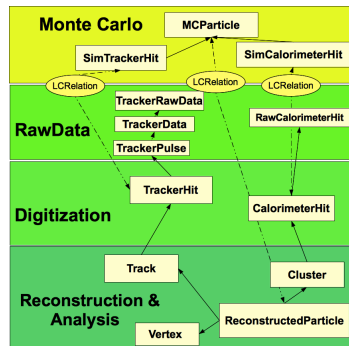 Monte Carlo
MCParticle
SimTrackerHit
SimCalorimeterHit
LCRelation
LCRelation
LCRelation
TrackerRawData
RawCalorimeterHit
TrackerData
RawData
TrackerPulse
TrackerHit
CalorimeterHit
Digitization
Track
Cluster
Reconstruction &
Analysis
ReconstructedParticle
Vertex